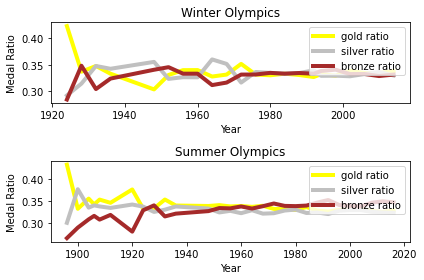 Winter Olympics
0.40
0.35
0.30
Medal Ratio
gold ratio
silver ratio
bronze ratio
1920 1940 1960 1980 2000
Year
Summer Olympics
0.40
0.35
0.30
Medal Ratio
gold ratio
silver ratio
bronze ratio
1900 1920 1940 1960 1980 2000 2020
Year